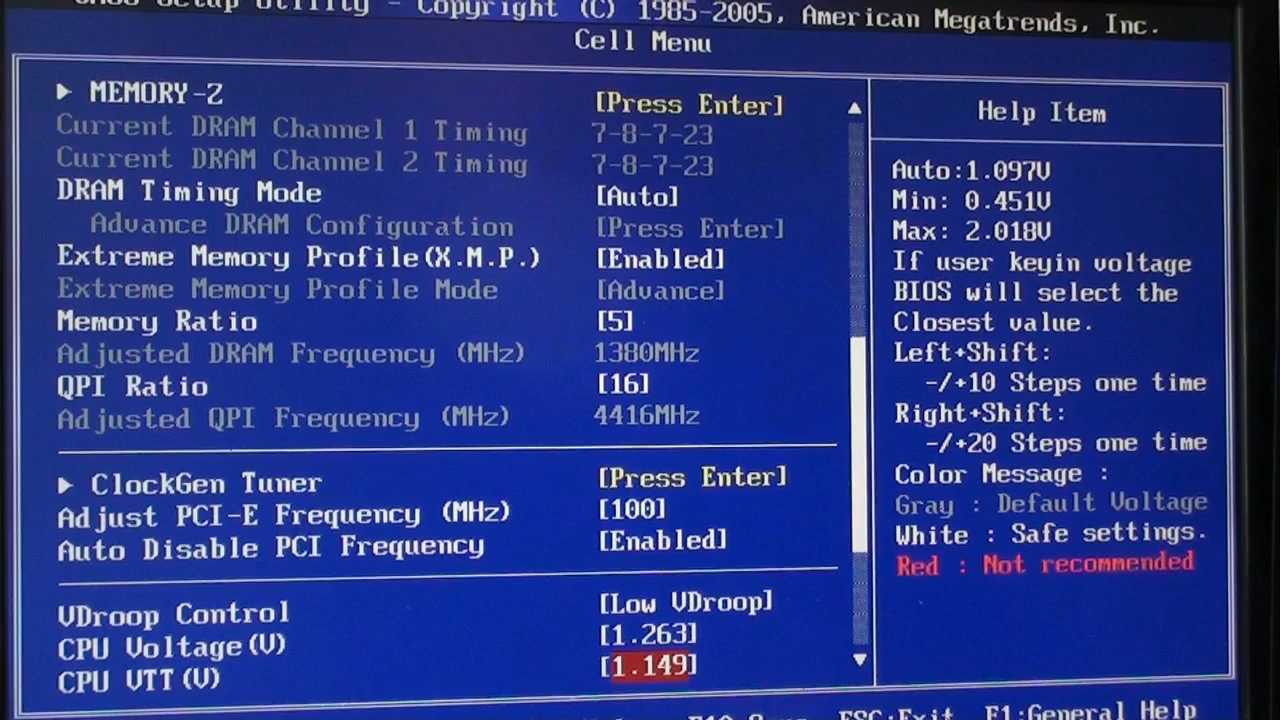 CMOS Setup Utility - Copyright (C) 1985-2005, American Megatrends, Inc.
Cell Menu
MEMORY-Z [Press Enter]
Current DRAM Channel 1 Timing 7-8-7-23
Current DRAM Channel 2 Timing 7-8-7-23
DRAM Timing Mode [Auto]
Advance DRAM Configuration [Press Enter]
Extreme Memory Profile(X.M.P.) [Enabled]
Extreme Memory Profile Mode [Advance]
Memory Ratio [5]
Adjusted DRAM Frequency (MHz) 1380MHz
QPI Ratio [16]
Adjusted QPI Frequency (MHz) 4416MHz
ClockGen Tuner [Press Enter]
Adjust PCI-E Frequency (MHz) [100]
Auto Disable PCI Frequency [Enabled]
VDroop Control [Low VDroop]
CPU Voltage(V) [1.263]
CPU VTT(V) [1.149]
Help Item
Auto:1.097V
Min: 0.451V
Max: 2.018V
If user keyin voltage
BIOS will select the
Closest value.
Left+Shift:
-/+10 Steps one time
Right+Shift:
-/+20 Steps one time
Color Message :
Gray : Default Voltage
White : Safe settings.
Red : Not recommended
ESC:Exit F1:General Help